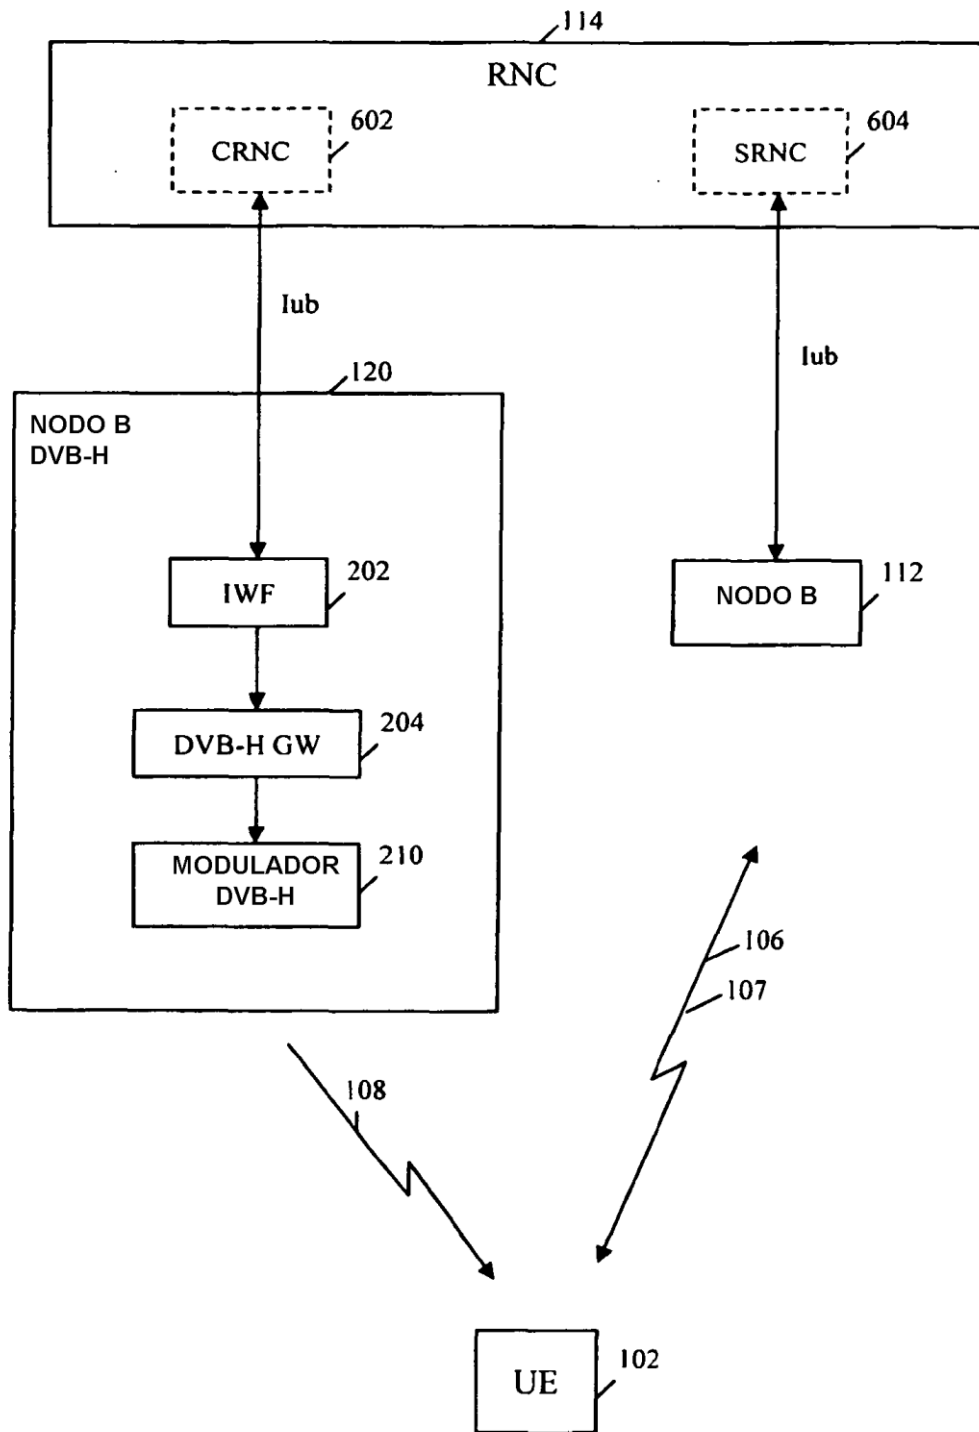 114
RNC
602
CRNC
604
SRNC
Iub
Iub
120
NODO B
DVB-H
202
IWF
112
NODO B
204
DVB-H GW
210
MODULADOR
DVB-H
106
107
108
UE
102